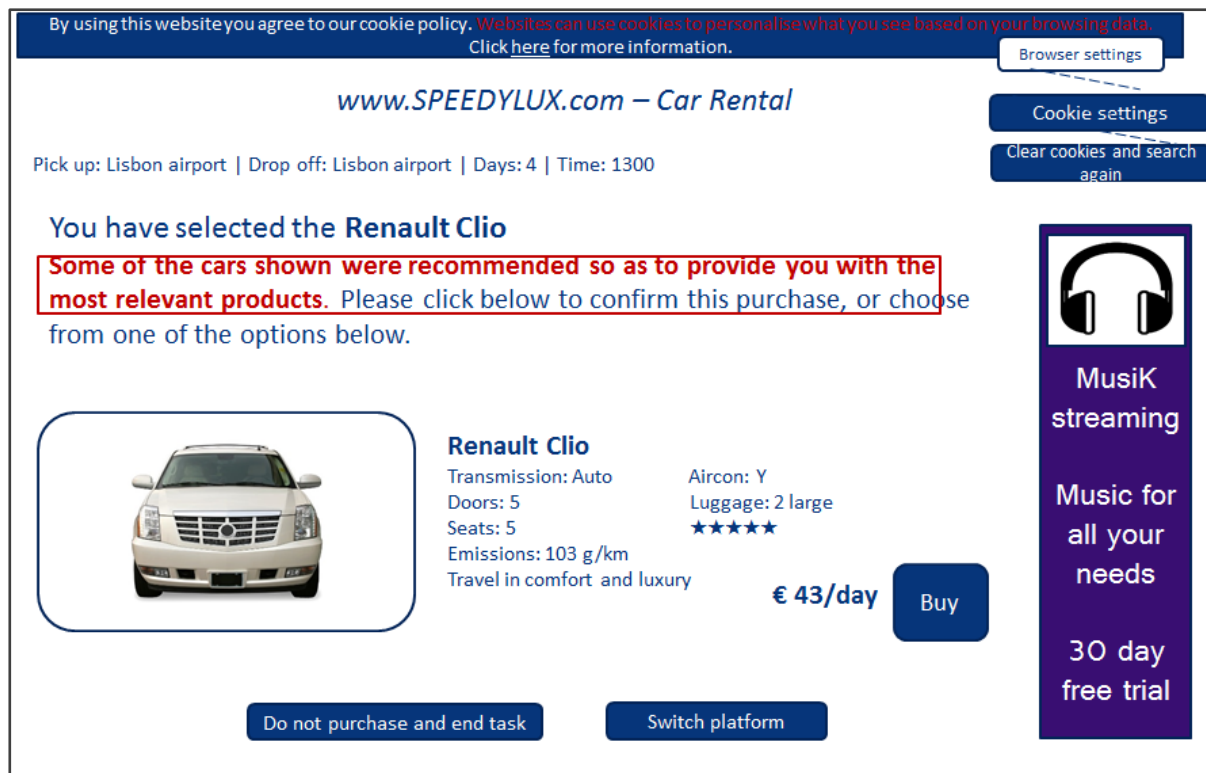 By using this website you agree to our cookie policy. Websites can use cookies to personalise what you see based on your browsing data.
Click here for more information.
Browser settings
www.SPEEDYLUX.com – Car Rental
Cookie settings
Clear cookies and search
again
Pick up: Lisbon airport | Drop off: Lisbon airport | Days: 4 | Time: 1300
You have selected the Renault Clio
Some of the cars shown were recommended so as to provide you with the
most relevant products. Please click below to confirm this purchase, or choose
from one of the options below.
Renault Clio
Transmission: Auto
Aircon: Y
Doors: 5
Luggage: 2 large
Seats: 5
★★★★★
Emissions: 103 g/km
Travel in comfort and luxury
€ 43/day
Buy
MusiK
streaming
Music for
all your
needs
30 day
free trial
Do not purchase and end task
Switch platform